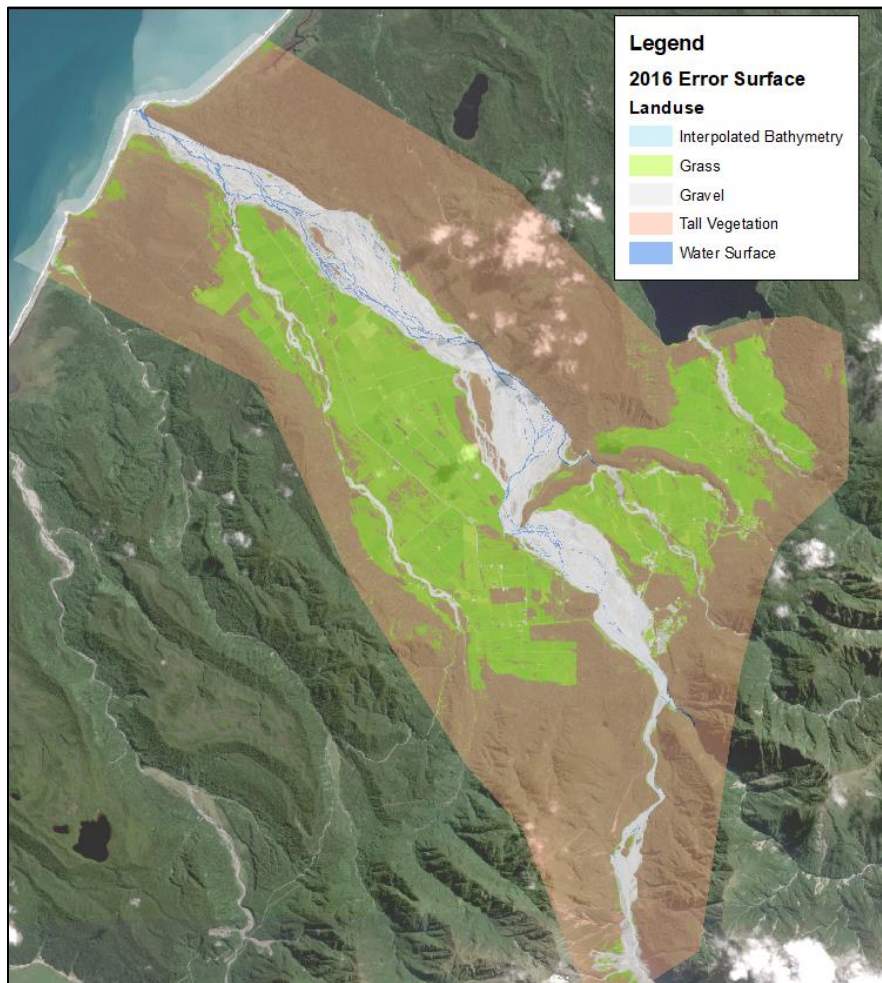 Legend
2016 Error Surface
Landuse
Interpolated Bathymetry
Grass
Gravel
Tall Vegetation
Water Surface